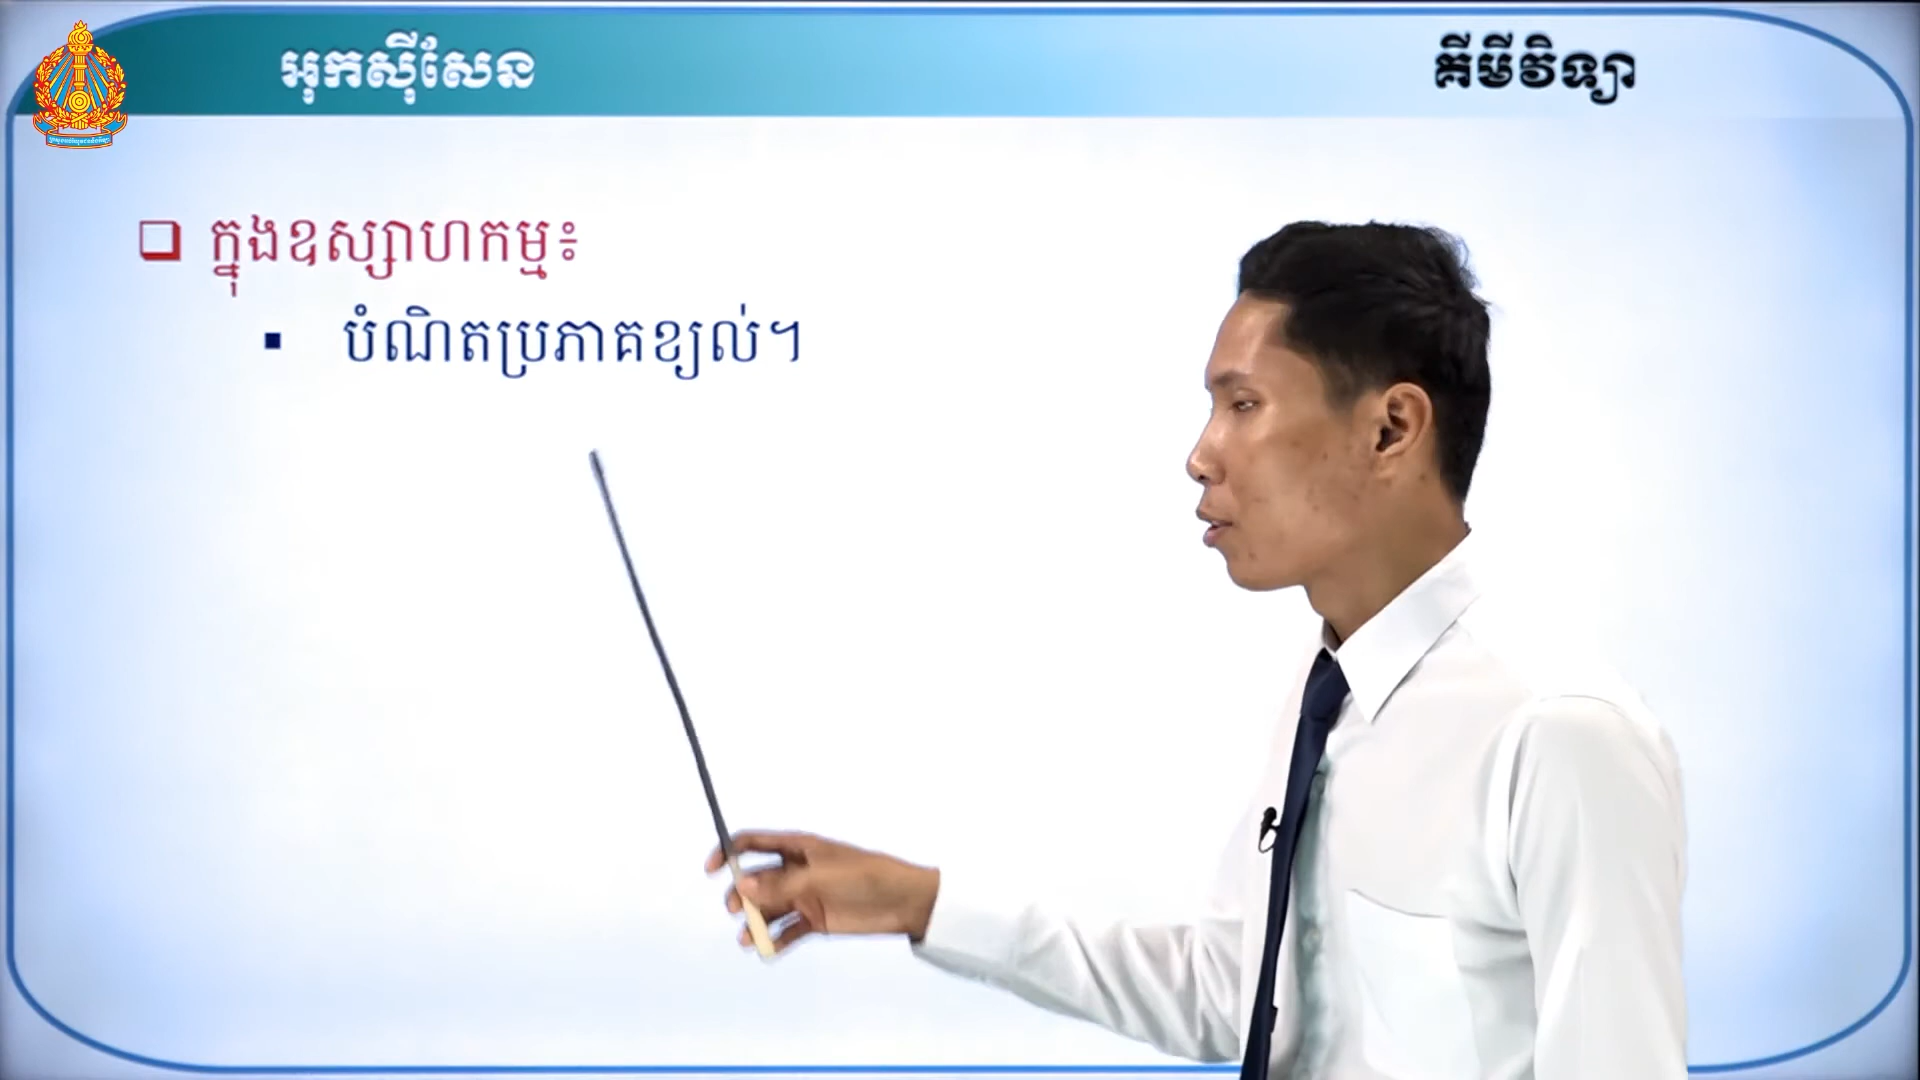 អុកស៊ីសែន
គីមីវិទ្យា
ក្នុងឧស្សាហកម្ម៖
បំណិតប្រភាគខ្យល់។